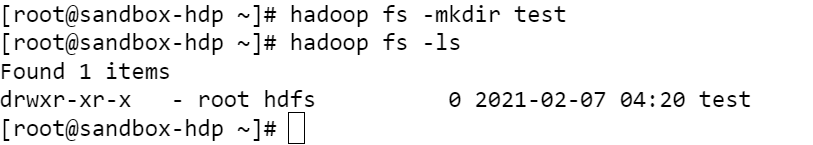 [root@sandbox-hdp ~]# hadoop fs -mkdir test
[root@sandbox-hdp ~]# hadoop fs -ls
Found 1 items
drwxr-xr-x   - root hdfs          0 2021-02-07 04:20 test
[root@sandbox-hdp ~]#